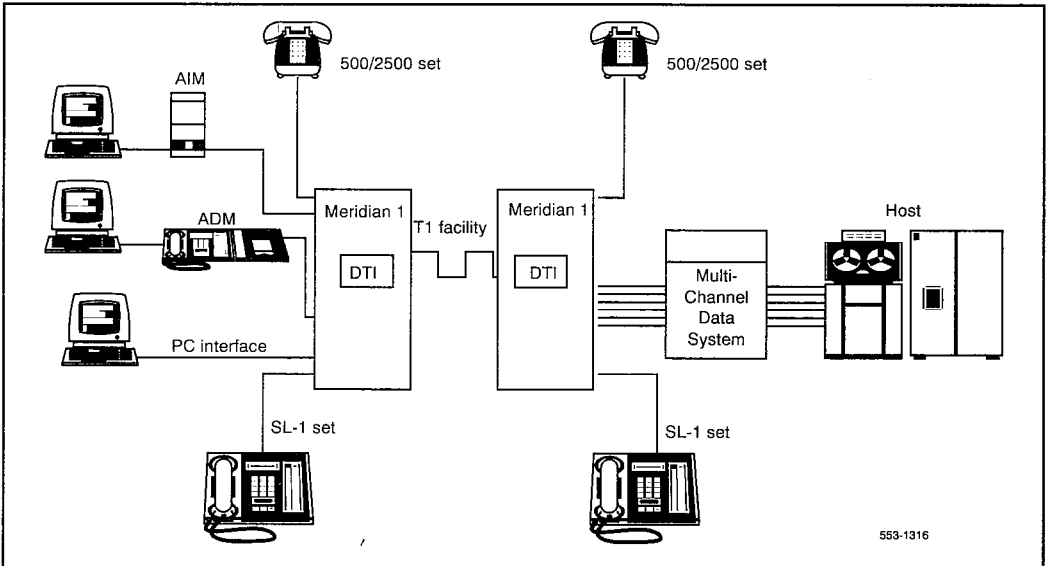 500/2500 set
500/2500 set
AIM
ADM
Meridian 1
DTI
T1 facility
Meridian 1
DTI
Host
Multi-
Channel
Data
System
PC interface
SL-1 set
SL-1 set
553-1316